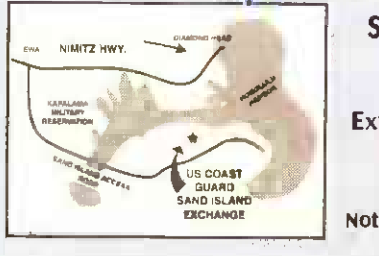 DIAMOND HEAD
EWA
NIMITZ HWY.
HONOLULU
HARBOR
KAPALAMA
MILITARY
RESERVATION
SAND ISLAND ACCESS
ROAD
US COAST
GUARD
SAND ISLAND
EXCHANGE
S
Ex
Not